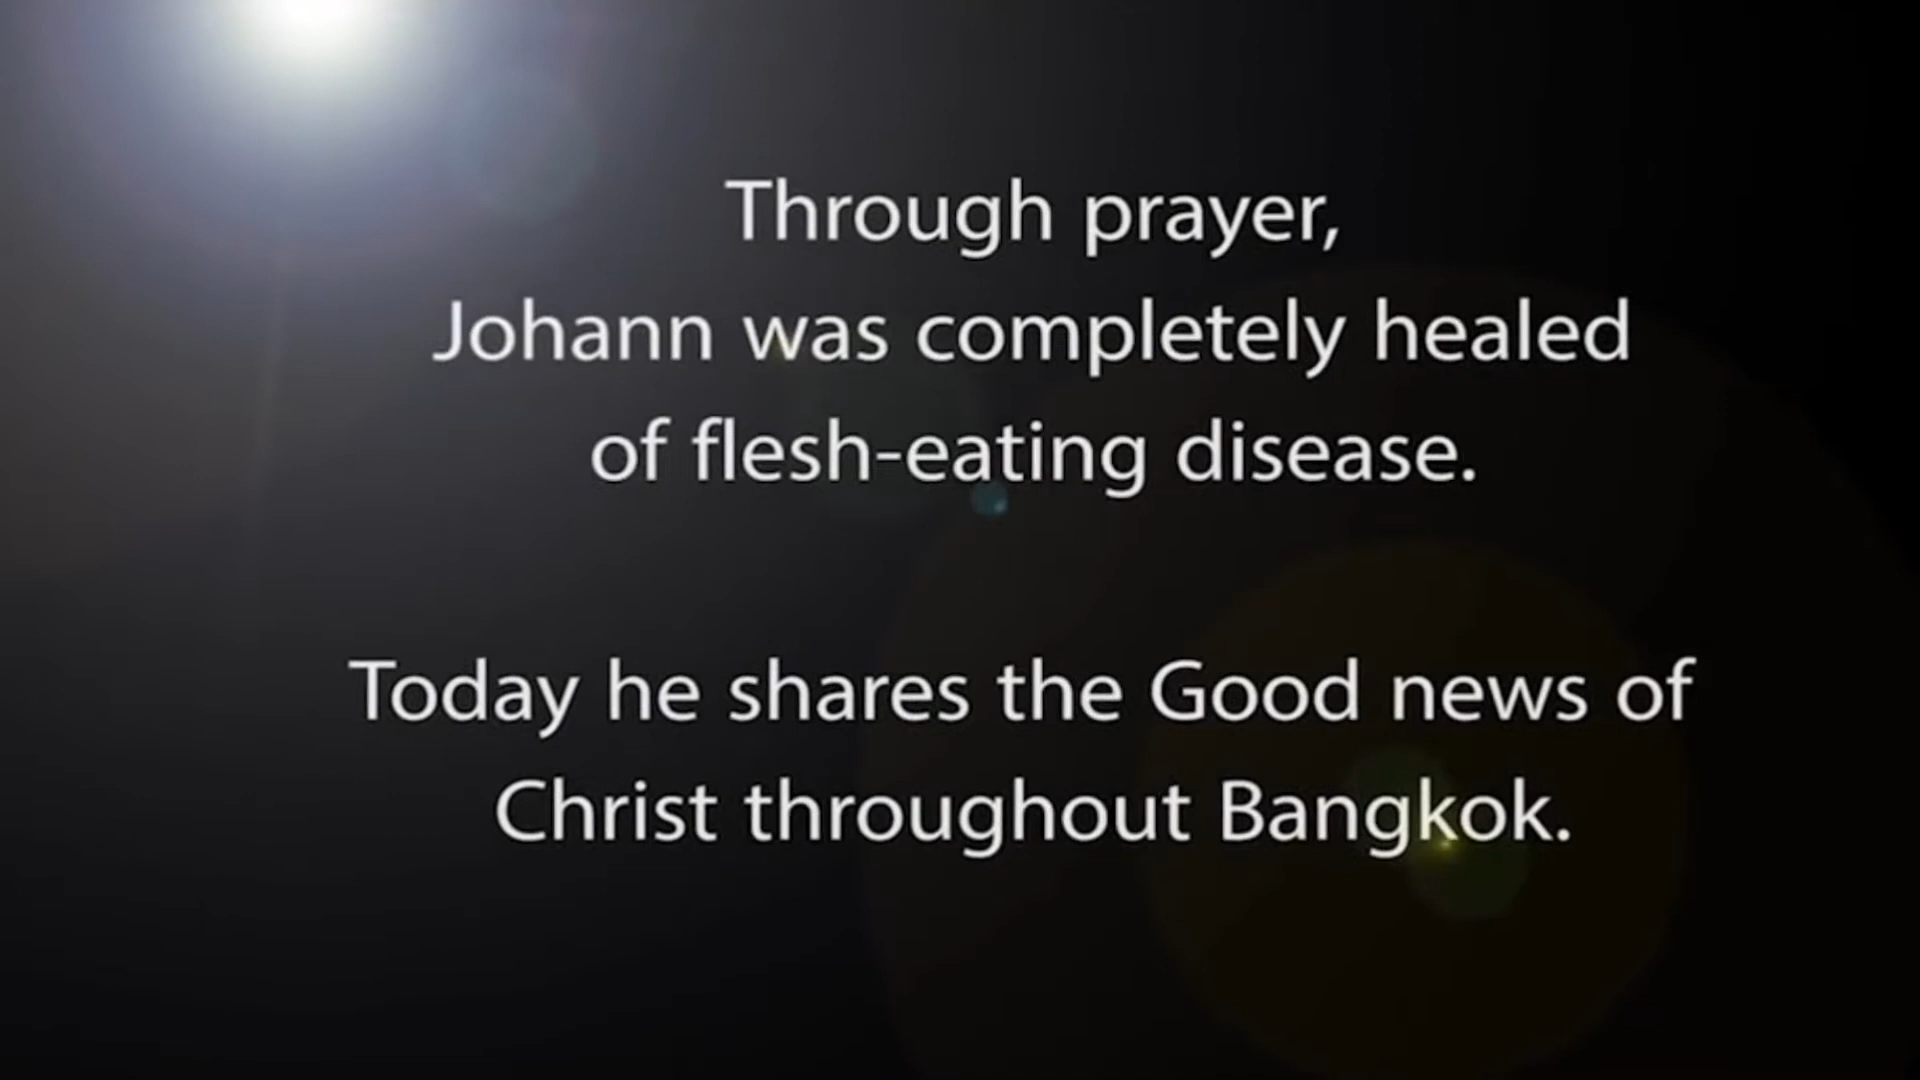 Through prayer,
Johann was completely healed
of flesh-eating disease.
Today he shares the Good news of
Christ throughout Bangkok.